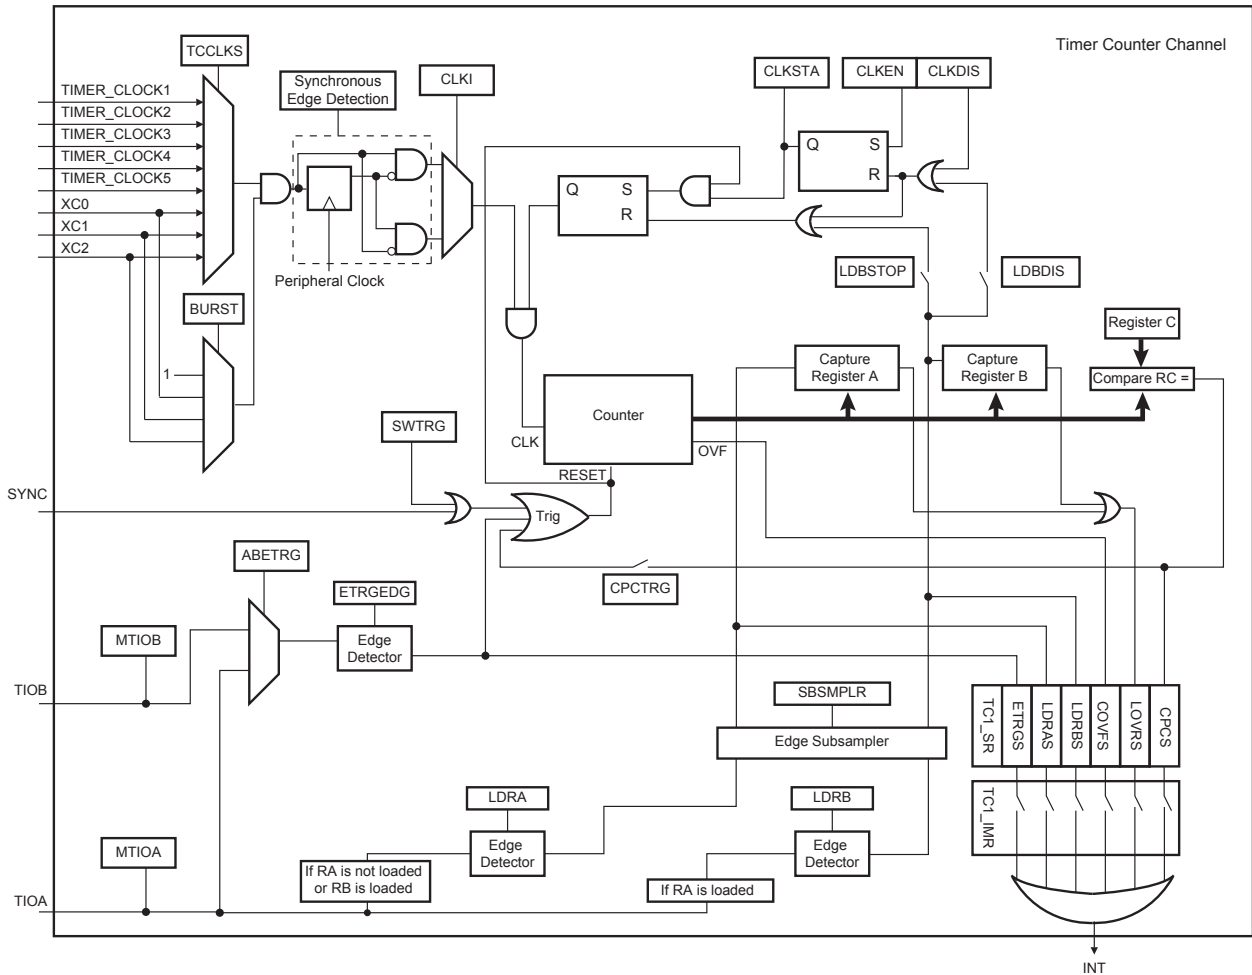 Timer Counter Channel
TCCLKS
TIMER_CLOCK1
TIMER_CLOCK2
TIMER_CLOCK3
TIMER_CLOCK4
TIMER_CLOCK5
XC0
XC1
XC2
Synchronous
Edge Detection
CLKI
Peripheral Clock
CLKSTA
CLKEN
CLKDIS
Q
S
R
Q
S
R
LDBSTOP
LDBDIS
BURST
1
Register C
Capture
Register A
Capture
Register B
Compare RC =
Counter
CLK
OVF
RESET
SWTRG
SYNC
Trig
CPCTRG
ABETRG
ETRGEDG
Edge
Detector
MTIOB
TIOB
SBSMPLR
Edge Subsampler
TC1_SR
ETRGS
LDRAS
LDRBS
COVFS
LOVRS
CPCS
TC1_IMR
LDRA
Edge
Detector
LDRB
Edge
Detector
MTIOA
If RA is not loaded
or RB is loaded
If RA is loaded
TIOA
INT